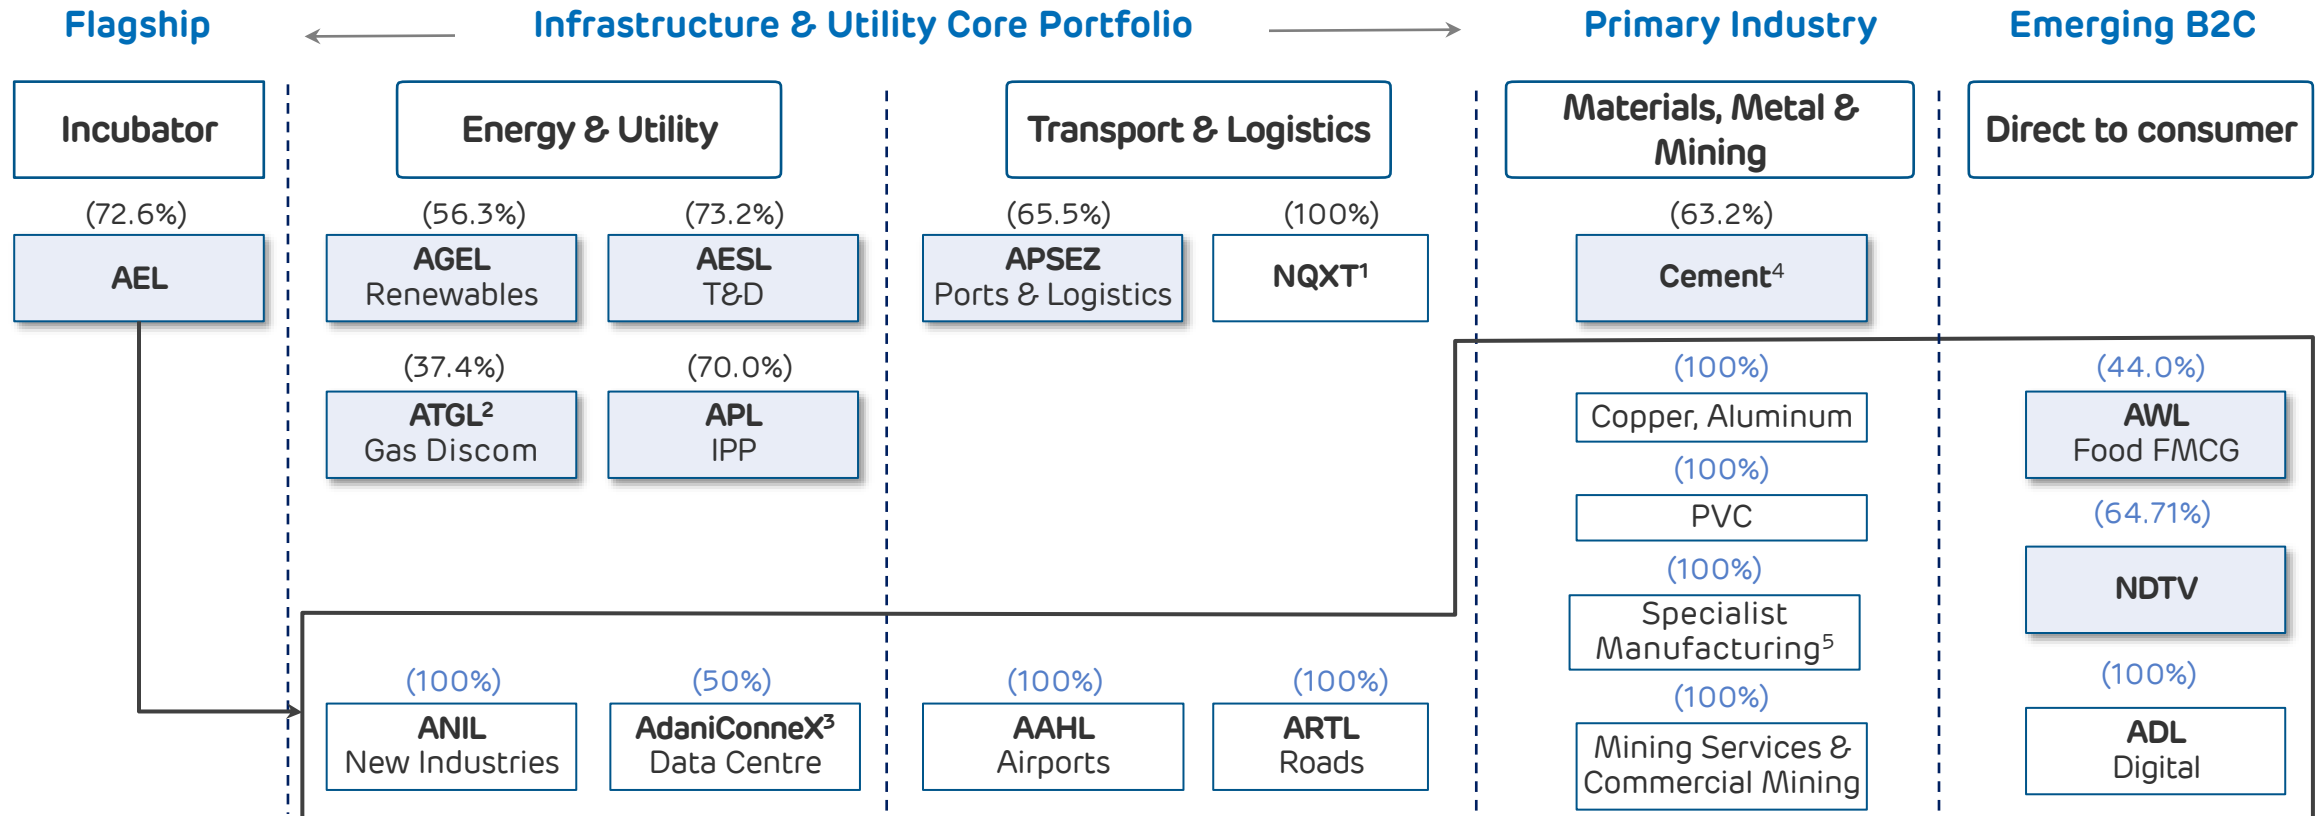 Flagship
Infrastructure & Utility Core Portfolio
Primary Industry
Emerging B2C
Incubator
Energy & Utility
Transport & Logistics
Materials, Metal &
Mining
Direct to consumer
(72.6%)
AEL
(56.3%)
AGEL
Renewables
(73.2%)
AESL
T&D
(65.5%)
APSEZ
Ports & Logistics
(100%)
NQXT¹
(63.2%)
Cement⁴
(37.4%)
ATGL²
Gas Discom
(70.0%)
APL
IPP
(100%)
Copper, Aluminum
(100%)
PVC
(100%)
Specialist
Manufacturing⁵
(100%)
Mining Services &
Commercial Mining
(44.0%)
AWL
Food FMCG
(64.71%)
NDTV
(100%)
ADL
Digital
(100%)
ANIL
New Industries
(50%)
AdaniConneX³
Data Centre
(100%)
AAHL
Airports
(100%)
ARTL
Roads